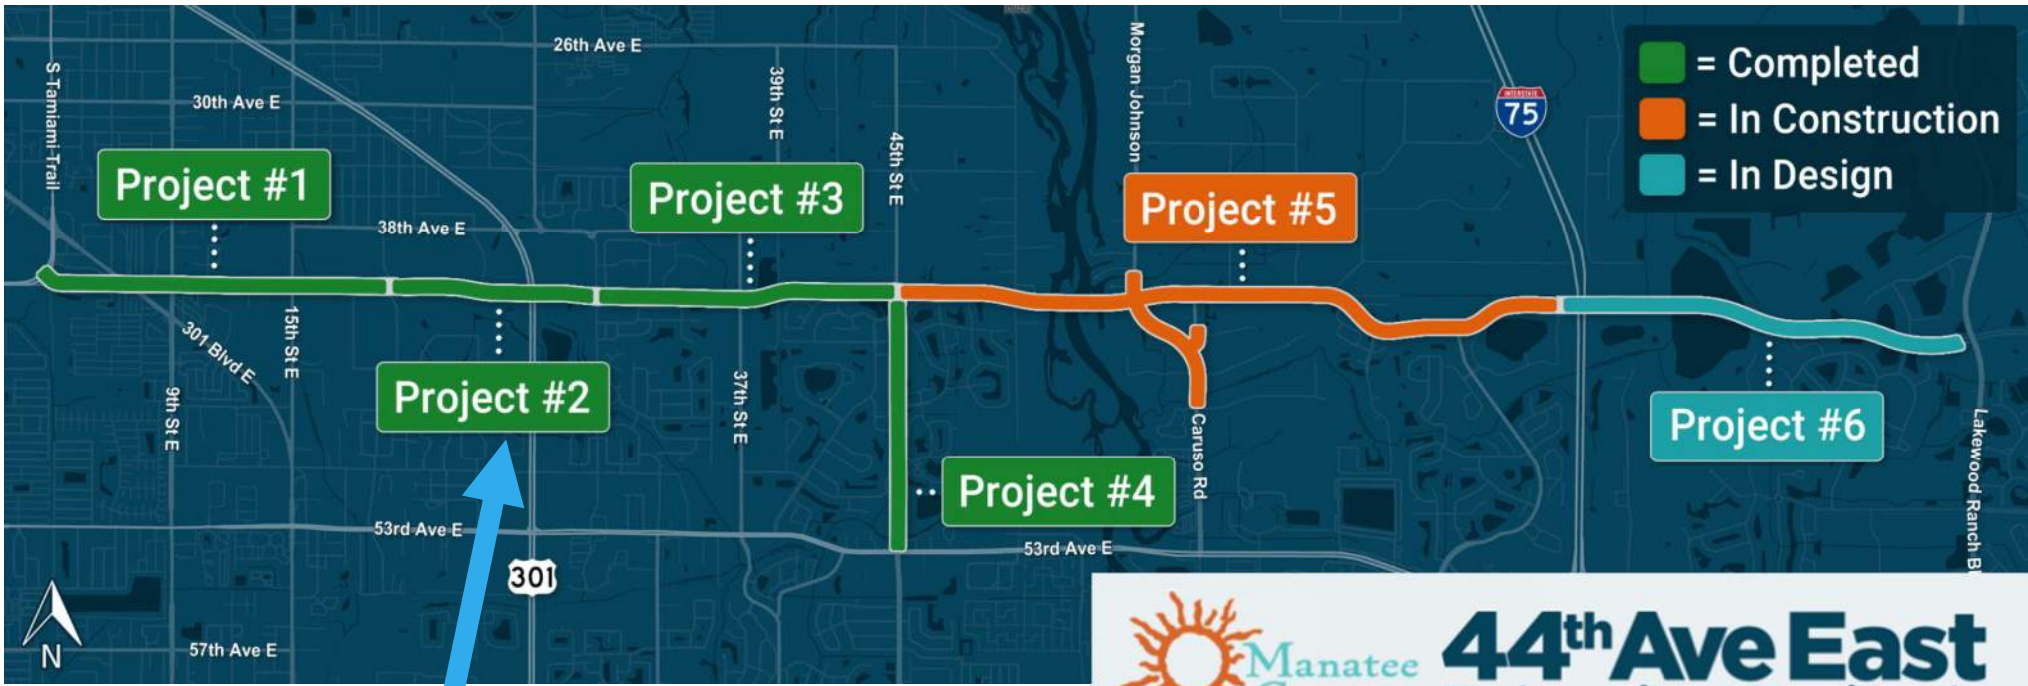 26th Ave E
30th Ave E
S Tamiami Trail
39th St E
Morgan Johnson
INTERSTATE
75
= Completed
= In Construction
= In Design
45th St E
Project #1
Project #3
Project #5
38th Ave E
15th St E
301 Blvd E
9th St E
Project #2
37th St E
Caruso Rd
Project #6
Lakewood Ranch Bl
Project #4
53rd Ave E
53rd Ave E
301
N
57th Ave E
Manatee
44th Ave East